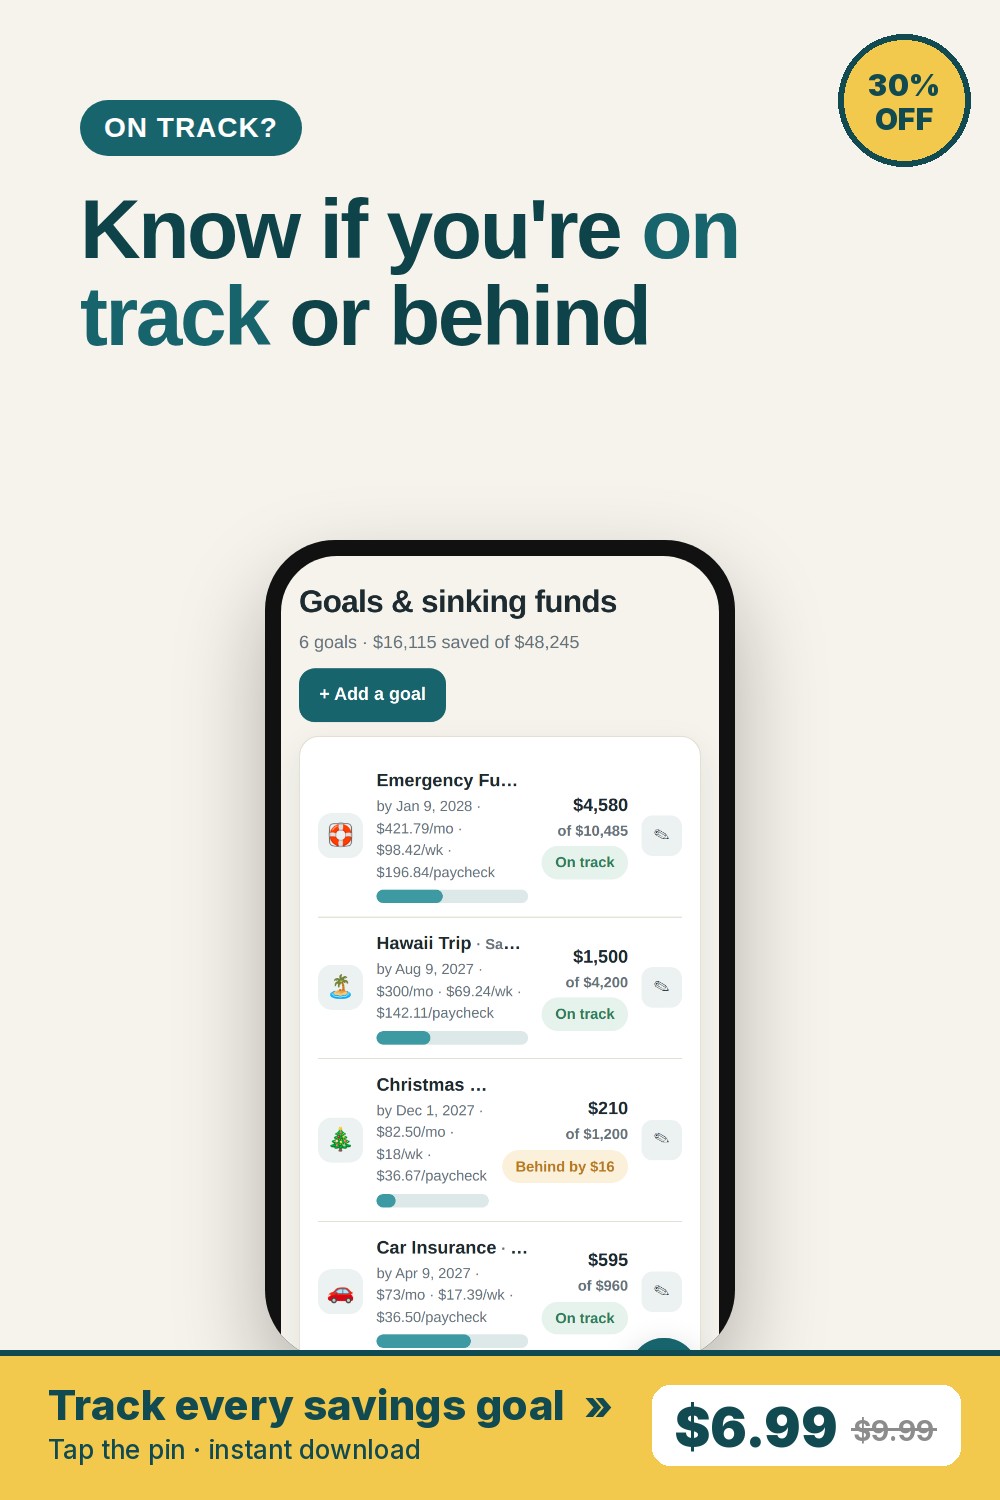 30%
OFF
ON TRACK?
Know if you're on
track or behind
Goals & sinking funds
6 goals · $16,115 saved of $48,245
+ Add a goal
Emergency Fu...
by Jan 9, 2028 ·
$421.79/mo ·
$98.42/wk ·
$196.84/paycheck
$4,580
of $10,485
On track
Hawaii Trip · Sa...
by Aug 9, 2027 ·
$300/mo · $69.24/wk ·
$142.11/paycheck
$1,500
of $4,200
On track
Christmas ...
by Dec 1, 2027 ·
$82.50/mo ·
$18/wk ·
$36.67/paycheck
$210
of $1,200
Behind by $16
Car Insurance · ...
by Apr 9, 2027 ·
$73/mo · $17.39/wk ·
$36.50/paycheck
$595
of $960
On track
Track every savings goal »
Tap the pin · instant download
$6.99 $9.99